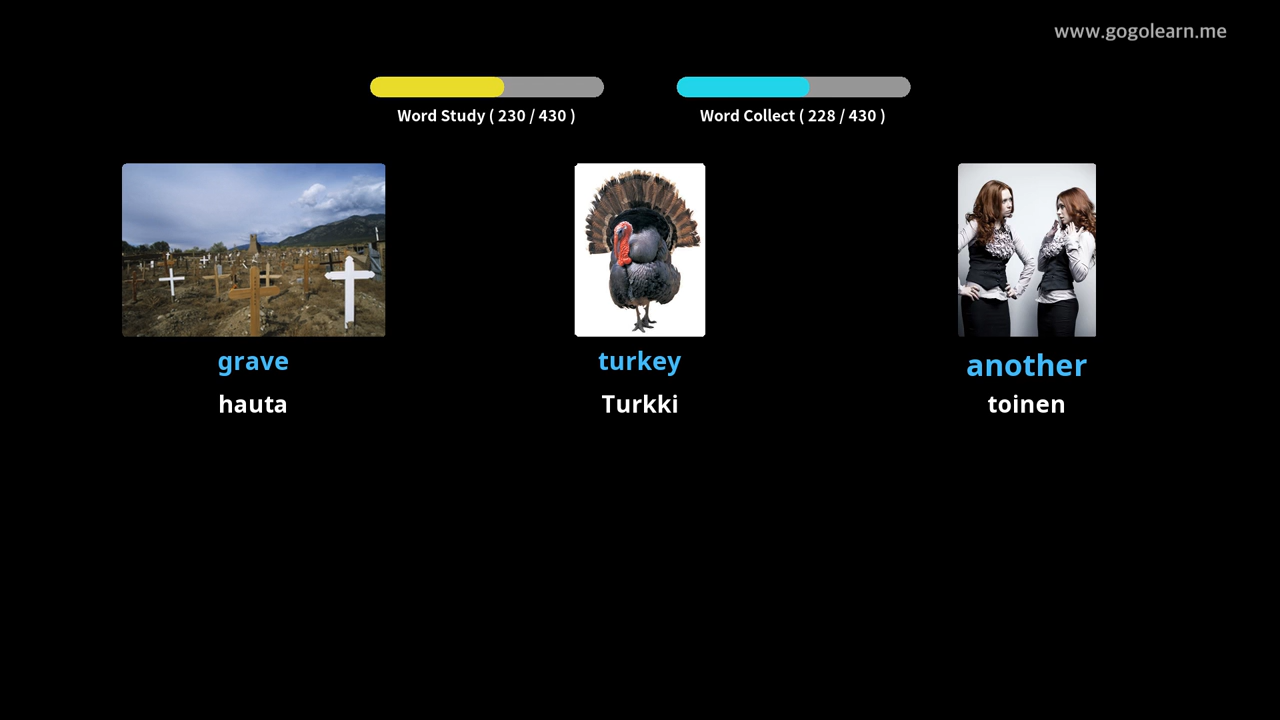 www.gogolearn.me
Word Study ( 230 / 430 )
Word Collect ( 228 / 430 )
grave
turkey
another
hauta
Turkki
toinen